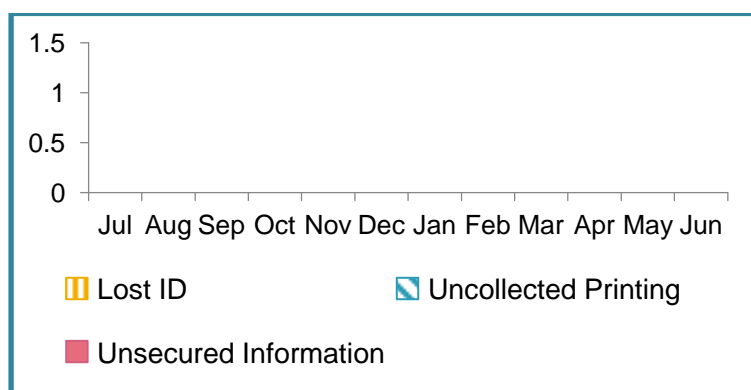 1.5
1
0.5
0
Jul Aug Sep Oct Nov Dec Jan Feb Mar Apr May Jun
Lost ID Uncollected Printing
Unsecured Information